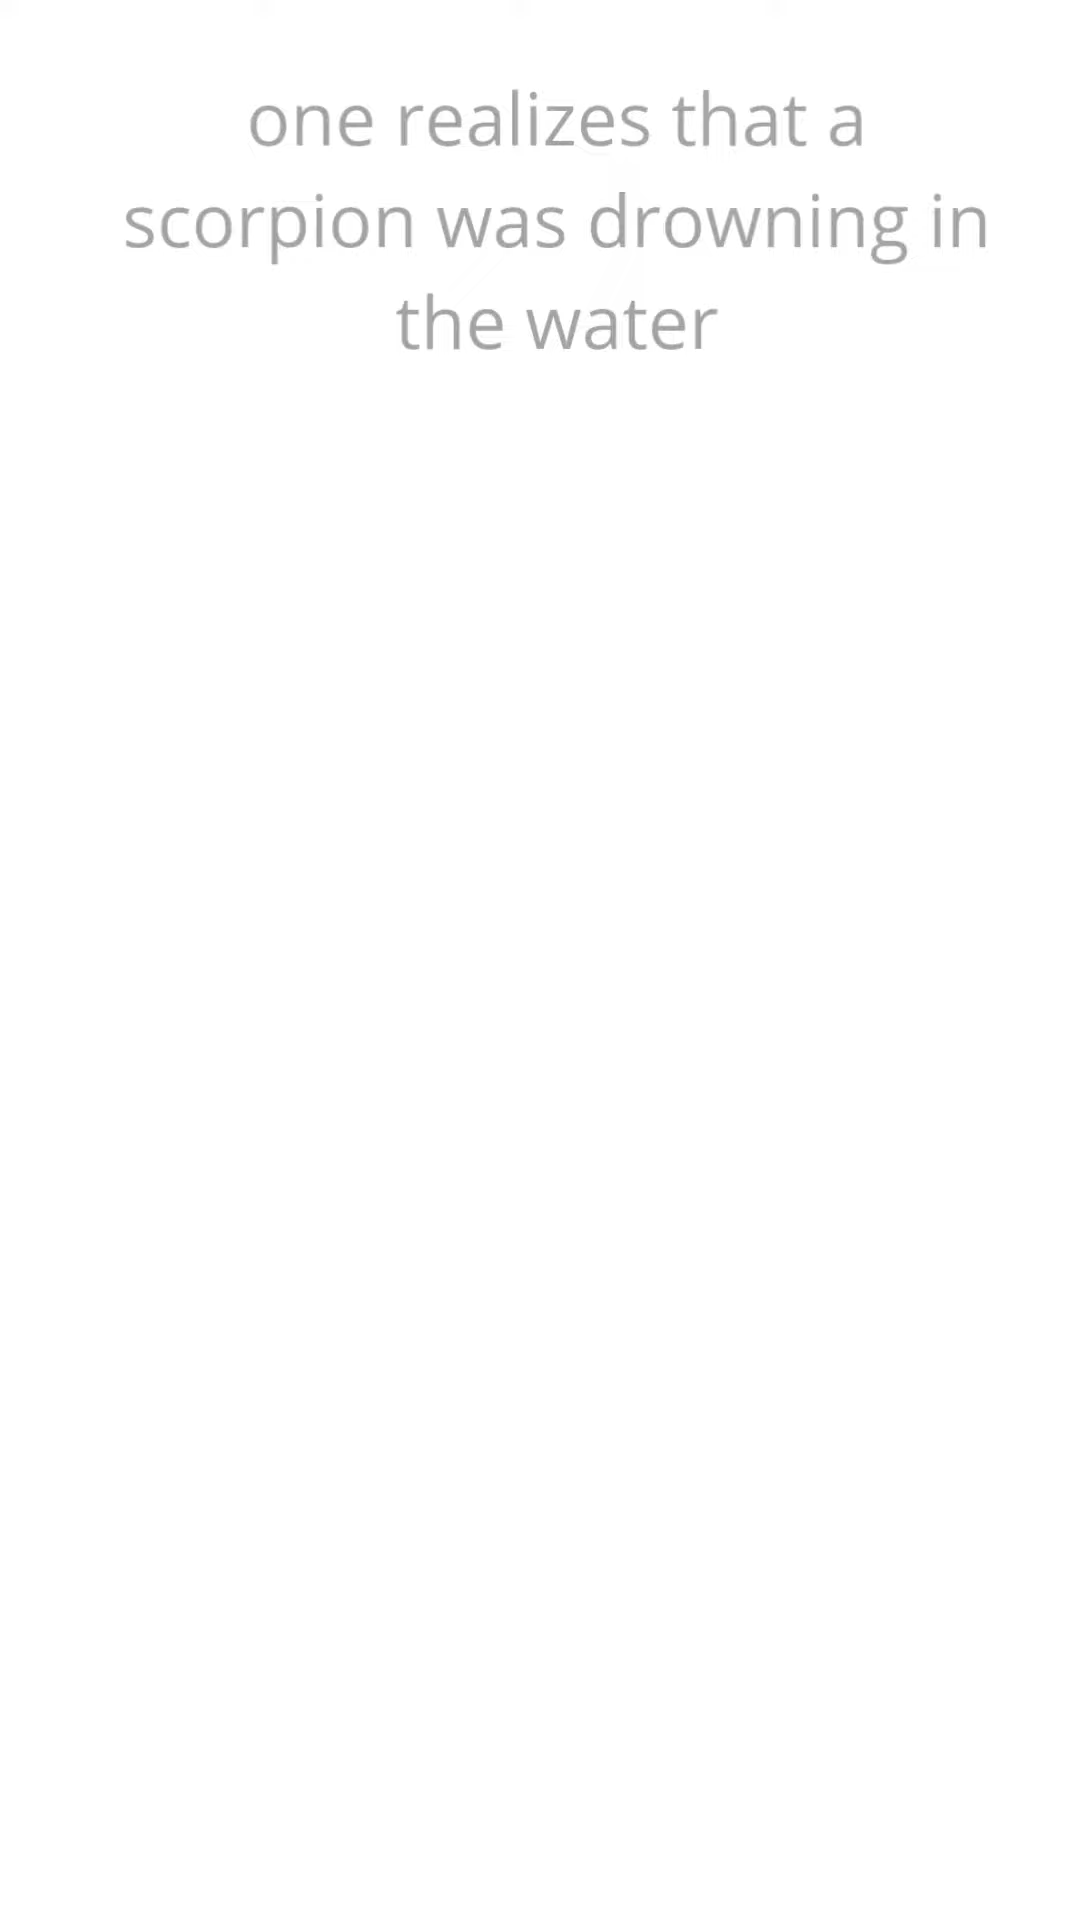 one realizes that a
scorpion was drowning in
the water